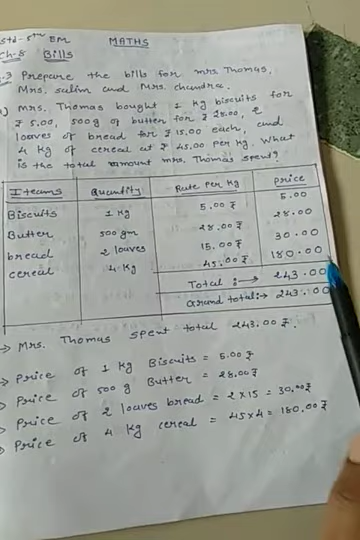 Std-5th EM MATHS
Ch-8 Bills
.3 Prepare the bills for mrs Thomas,
Mrs. salim and Mrs. chandra.
) Mrs. Thomas bought 1 Kg biscuits for
₹ 5.00, 500 g of butter for ₹ 28.00, 2
loaves of bread for ₹ 15.00 each, and
4 kg of cereal at ₹ 45.00 per kg. What
is the total amount mrs. Thomas spent?
Iteams Quantity Rate per Kg price
Biscuits 1 Kg 5.00 ₹ 5.00
Butter 500 gm 28.00 ₹ 28.00
bread 2 loaves 15.00 ₹ 30.00
cereal 4 Kg 45.00 ₹ 180.00
Total :→ 243.00
Grand total:→ 243.00
→ Mrs. Thomas spent total 243.00 ₹.
→ Price of 1 kg Biscuits = 5.00 ₹
→ Price of 500 g Butter = 28.00 ₹
→ Price of 2 loaves bread = 2 x 15 = 30.00 ₹
→ Price of 4 kg cereal = 45 x 4 = 180.00 ₹